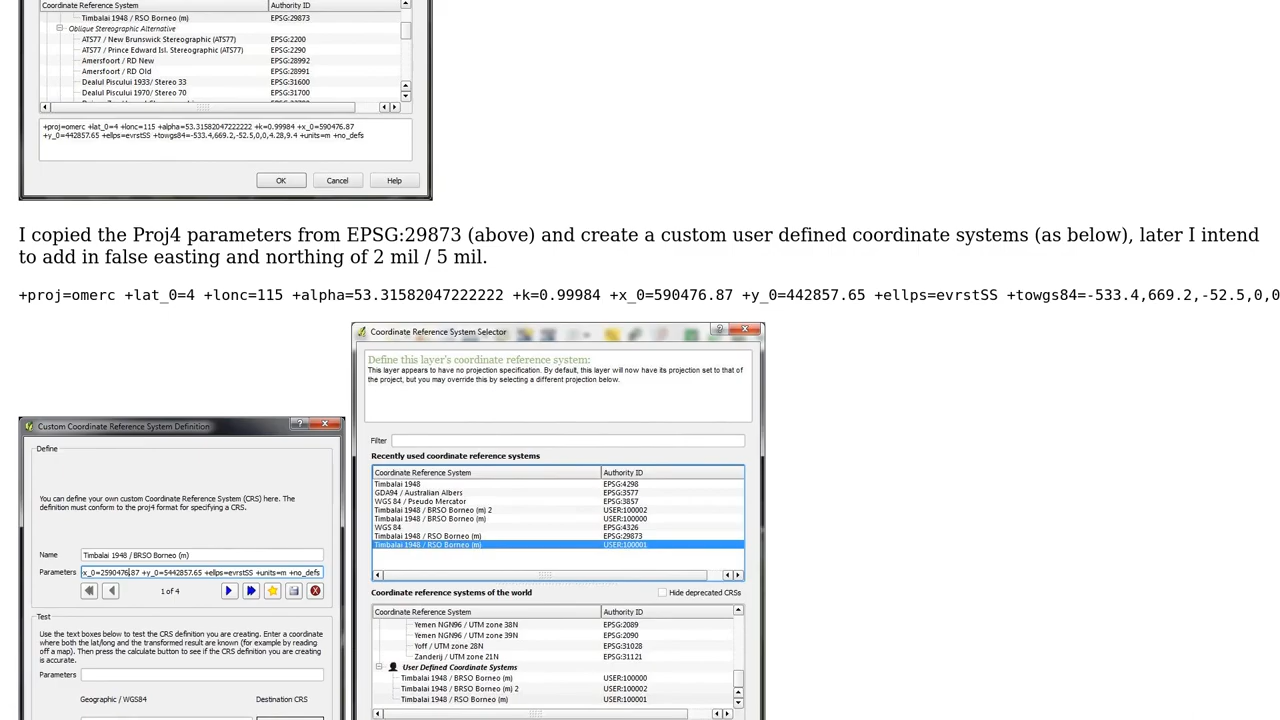 Coordinate Reference System Authority ID
Timbalai 1948 / RSO Borneo (m) EPSG:29873
Oblique Stereographic Alternative
ATS77 / New Brunswick Stereographic (ATS77) EPSG:2200
ATS77 / Prince Edward Isl. Stereographic (ATS77) EPSG:2290
Amersfoort / RD New EPSG:28992
Amersfoort / RD Old EPSG:28991
Dealul Piscului 1933/ Stereo 33 EPSG:31600
Dealul Piscului 1970/ Stereo 70 EPSG:31700
+proj=omerc +lat_0=4 +lonc=115 +alpha=53.31582047222222 +k=0.99984 +x_0=590476.87
+y_0=442857.65 +ellps=evrstSS +towgs84=-533.4,669.2,-52.5,0,0,4.28,9.4 +units=m +no_defs
OK Cancel Help
I copied the Proj4 parameters from EPSG:29873 (above) and create a custom user defined coordinate systems (as below), later I intend
to add in false easting and northing of 2 mil / 5 mil.
+proj=omerc +lat_0=4 +lonc=115 +alpha=53.31582047222222 +k=0.99984 +x_0=590476.87 +y_0=442857.65 +ellps=evrstSS +towgs84=-533.4,669.2,-52.5,0,0
Custom Coordinate Reference System Definition
Define
You can define your own custom Coordinate Reference System (CRS) here. The
definition must conform to the proj4 format for specifying a CRS.
Name Timbalai 1948 / BRSO Borneo (m)
Parameters x_0=2590476.87 +y_0=5442857.65 +ellps=evrstSS +units=m +no_defs
1 of 4
Test
Use the text boxes below to test the CRS definition you are creating. Enter a coordinate
where both the lat/long and the transformed result are known (for example by reading
off a map). Then press the calculate button to see if the CRS definition you are creating
is accurate.
Parameters
Geographic / WGS84 Destination CRS
Coordinate Reference System Selector
Define this layer's coordinate reference system:
This layer appears to have no projection specification. By default, this layer will now have its projection set to that of
the project, but you may override this by selecting a different projection below.
Filter
Recently used coordinate reference systems
Coordinate Reference System Authority ID
Timbalai 1948 EPSG:4298
GDA94 / Australian Albers EPSG:3577
WGS 84 / Pseudo Mercator EPSG:3857
Timbalai 1948 / BRSO Borneo (m) 2 USER:100002
Timbalai 1948 / BRSO Borneo (m) USER:100000
WGS 84 EPSG:4326
Timbalai 1948 / RSO Borneo (m) EPSG:29873
Timbalai 1948 / RSO Borneo (m) USER:100001
Coordinate reference systems of the world Hide deprecated CRSs
Coordinate Reference System Authority ID
Yemen NGN96 / UTM zone 38N EPSG:2089
Yemen NGN96 / UTM zone 39N EPSG:2090
Yoff / UTM zone 28N EPSG:31028
Zanderij / UTM zone 21N EPSG:31121
User Defined Coordinate Systems
Timbalai 1948 / BRSO Borneo (m) USER:100000
Timbalai 1948 / BRSO Borneo (m) 2 USER:100002
Timbalai 1948 / RSO Borneo (m) USER:100001